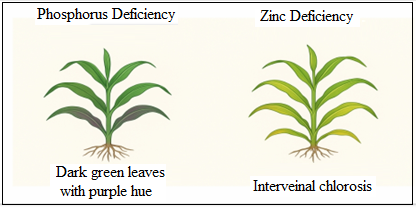 Phosphorus Deficiency
Zinc Deficiency
Dark green leaves
with purple hue
Interveinal chlorosis